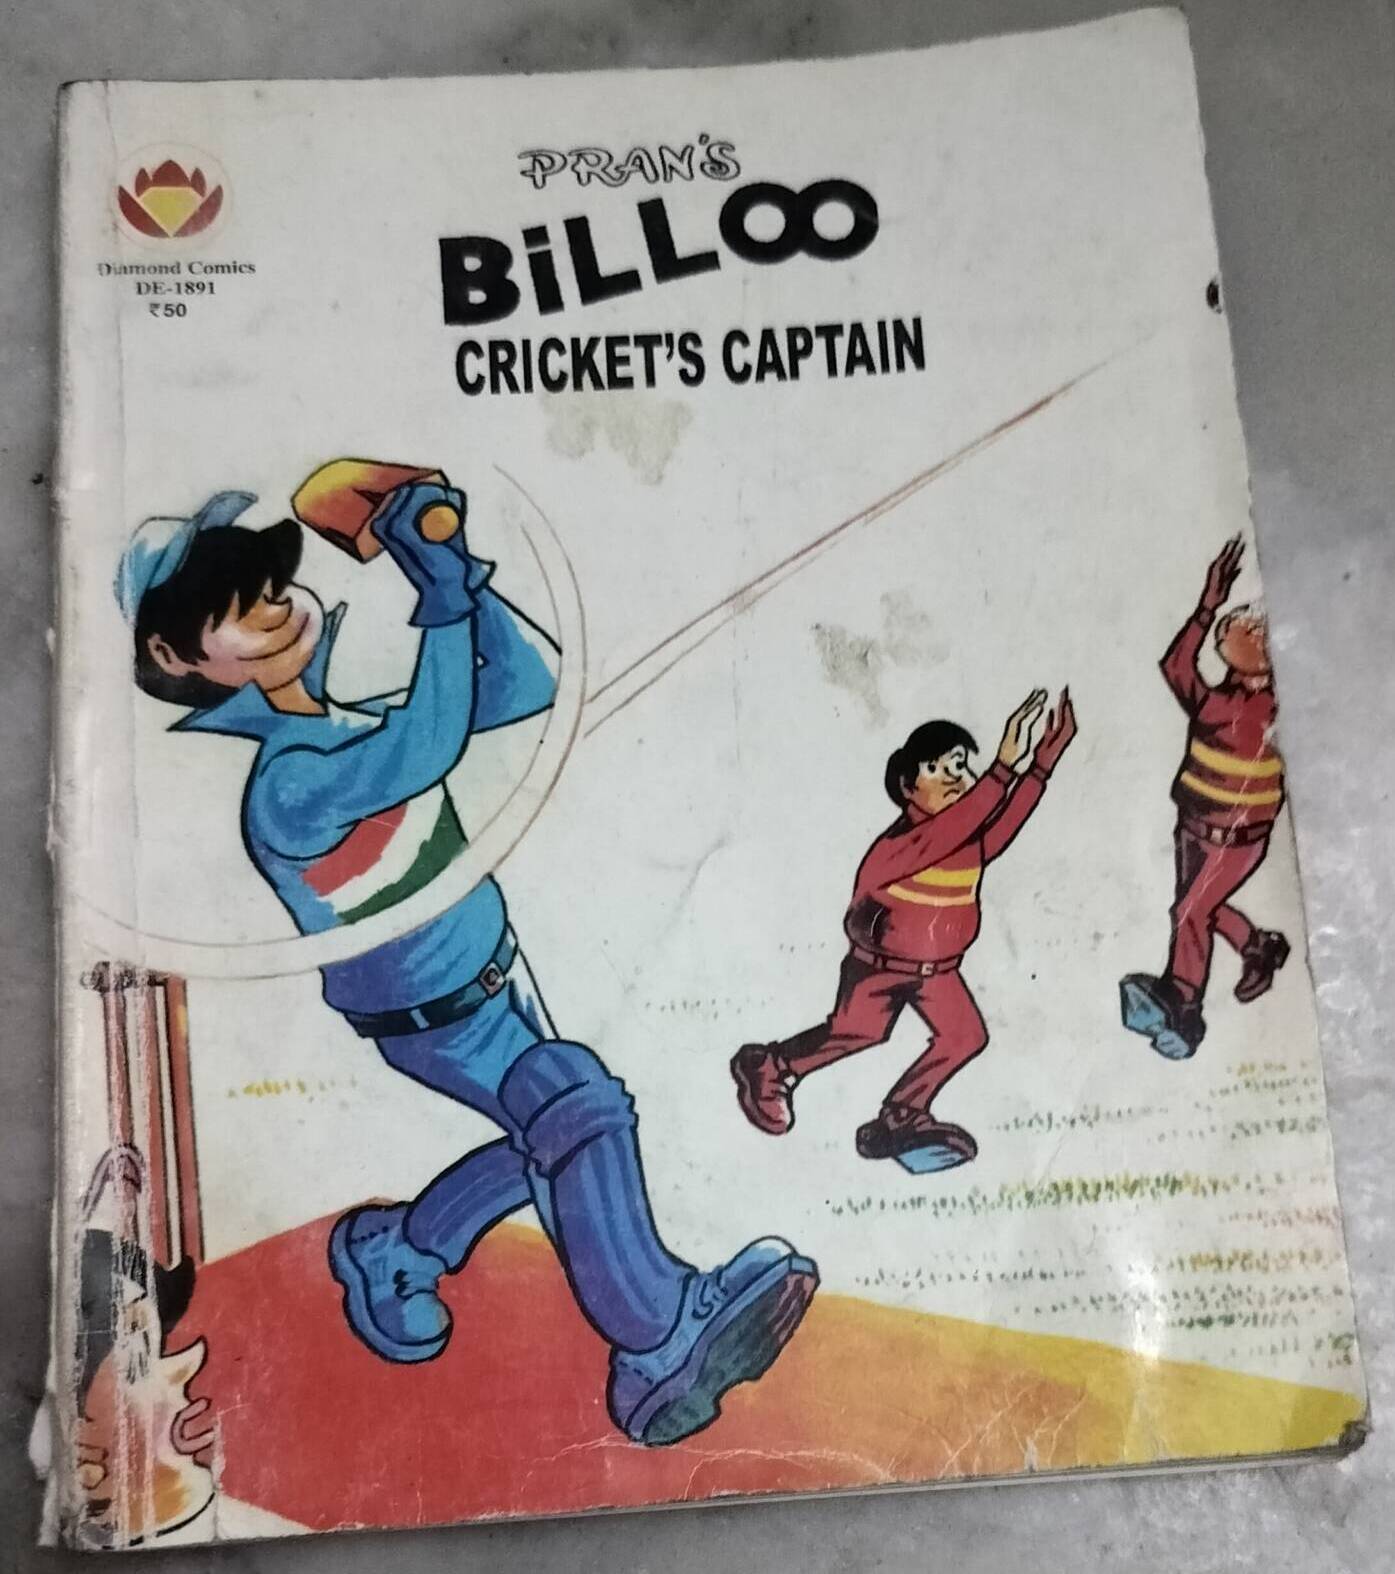 Diamond Comics
DE-1891
₹50
PRAN'S
BiLLOO
CRICKET'S CAPTAIN